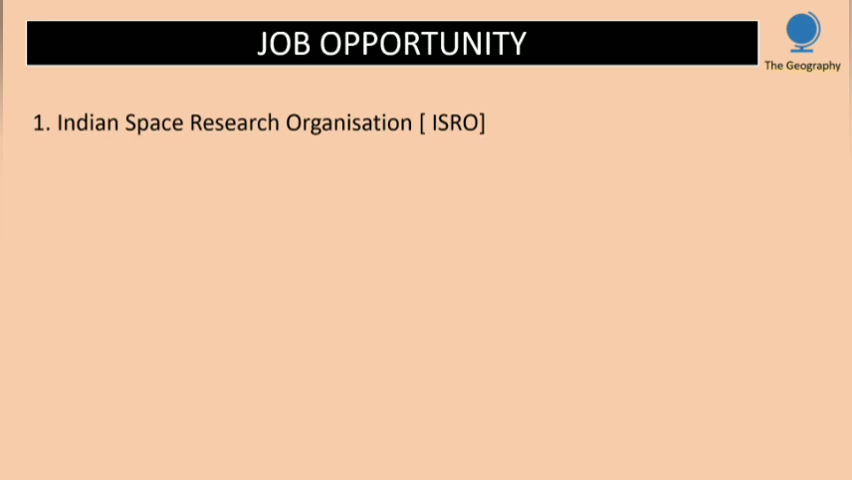 JOB OPPORTUNITY
The Geography
1. Indian Space Research Organisation [ ISRO]